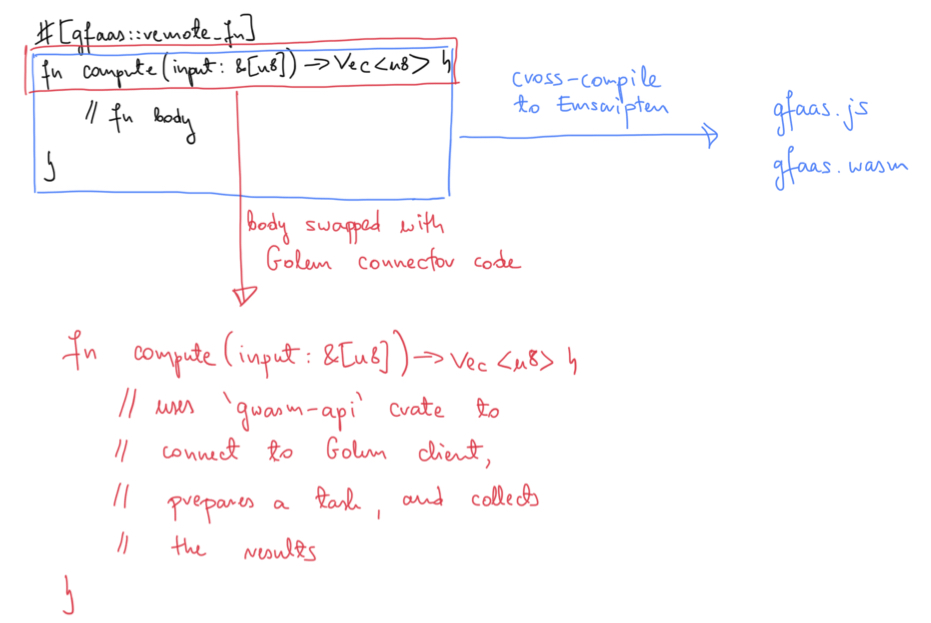 #[gfaas::remote_fn]
fn compute(input: &[u8]) -> Vec<u8> {
// fn body
}
cross-compile
to Emscripten
gfaas.js
gfaas.wasm
body swapped with
Golem connector code
fn compute(input: &[u8]) -> Vec<u8> {
// uses `gwasm-api` crate to
// connect to Golem client,
// prepares a task, and collects
// the results
}